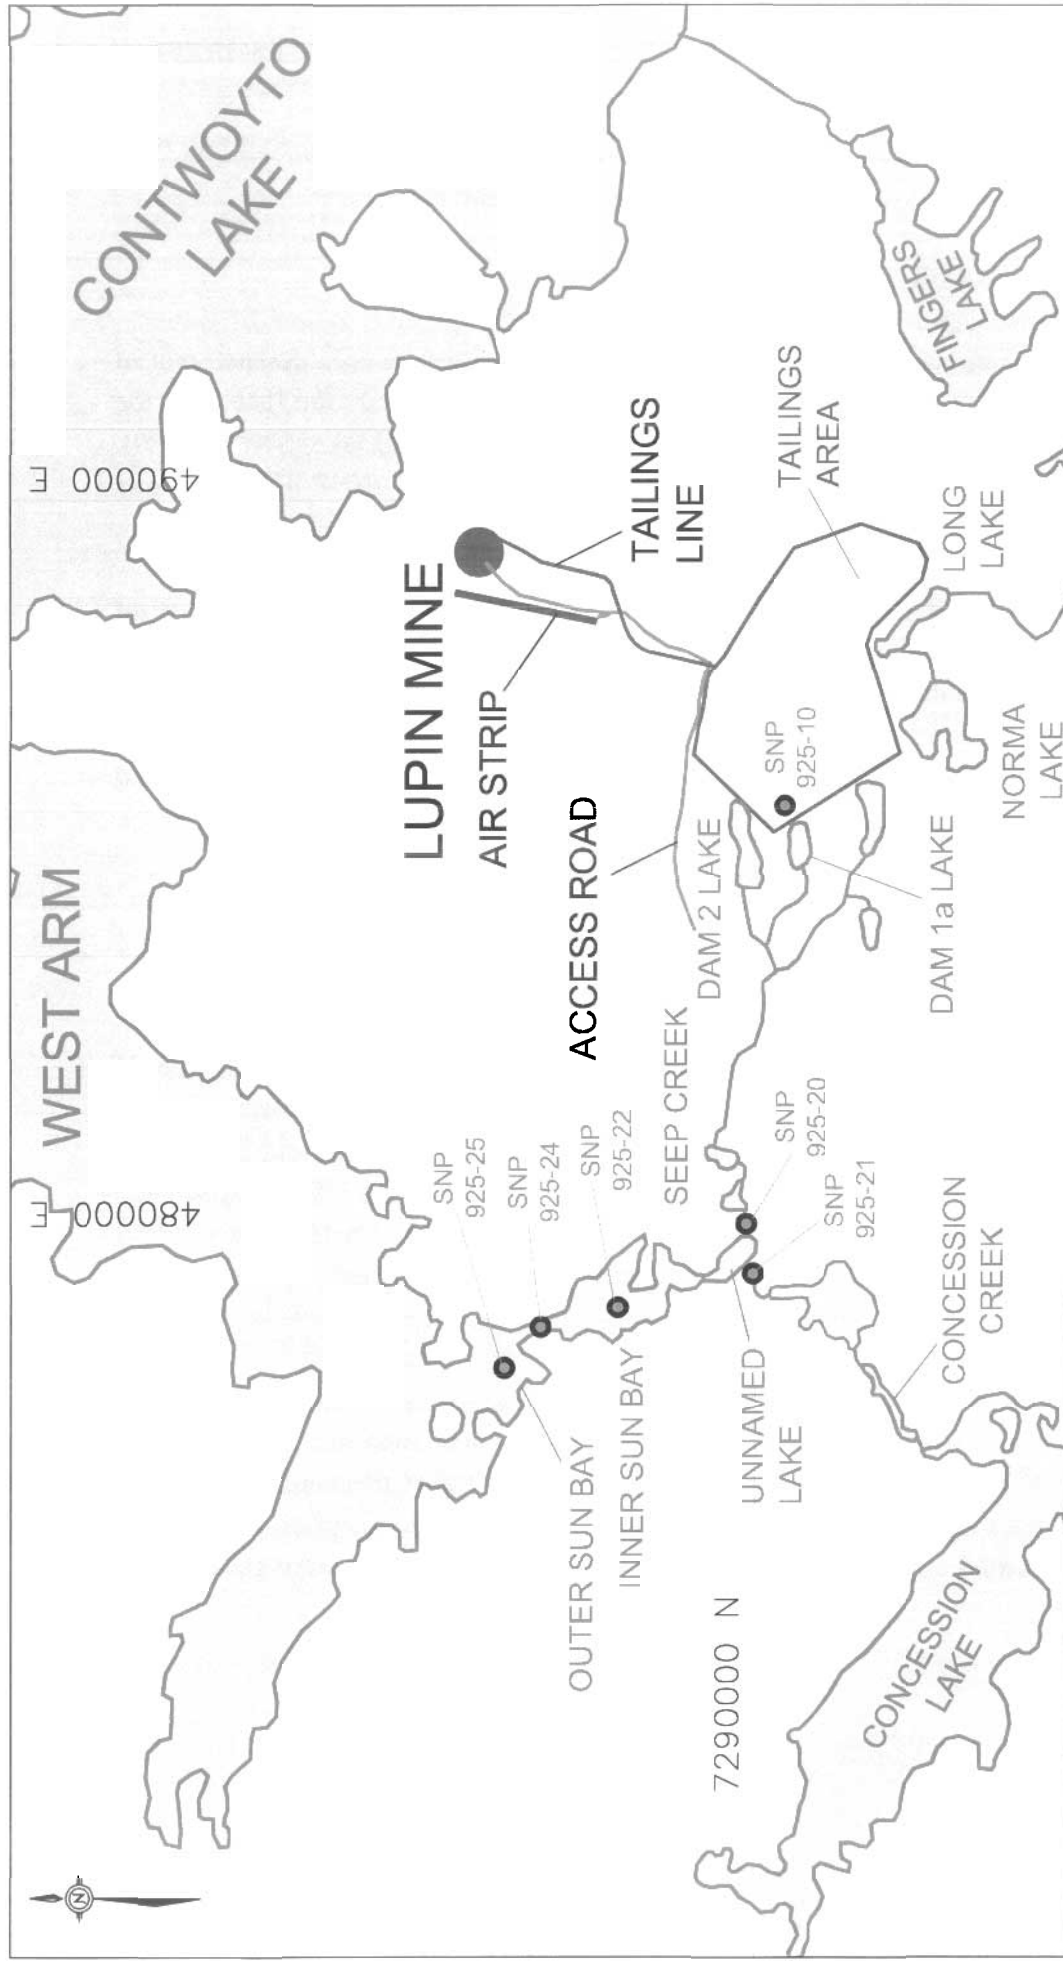 CONTWOYTO
LAKE
WEST ARM
490000 E
480000 E
N
LUPIN MINE
AIR STRIP
TAILINGS
LINE
ACCESS ROAD
TAILINGS
AREA
FINGERS
LAKE
LONG
LAKE
NORMA
LAKE
SNP
925-10
DAM 2 LAKE
DAM 1a LAKE
SEEP CREEK
SNP
925-25
SNP
925-24
SNP
925-22
SNP
925-20
SNP
925-21
CONCESSION
CREEK
OUTER SUN BAY
INNER SUN BAY
UNNAMED
LAKE
7290000 N
CONCESSION
LAKE